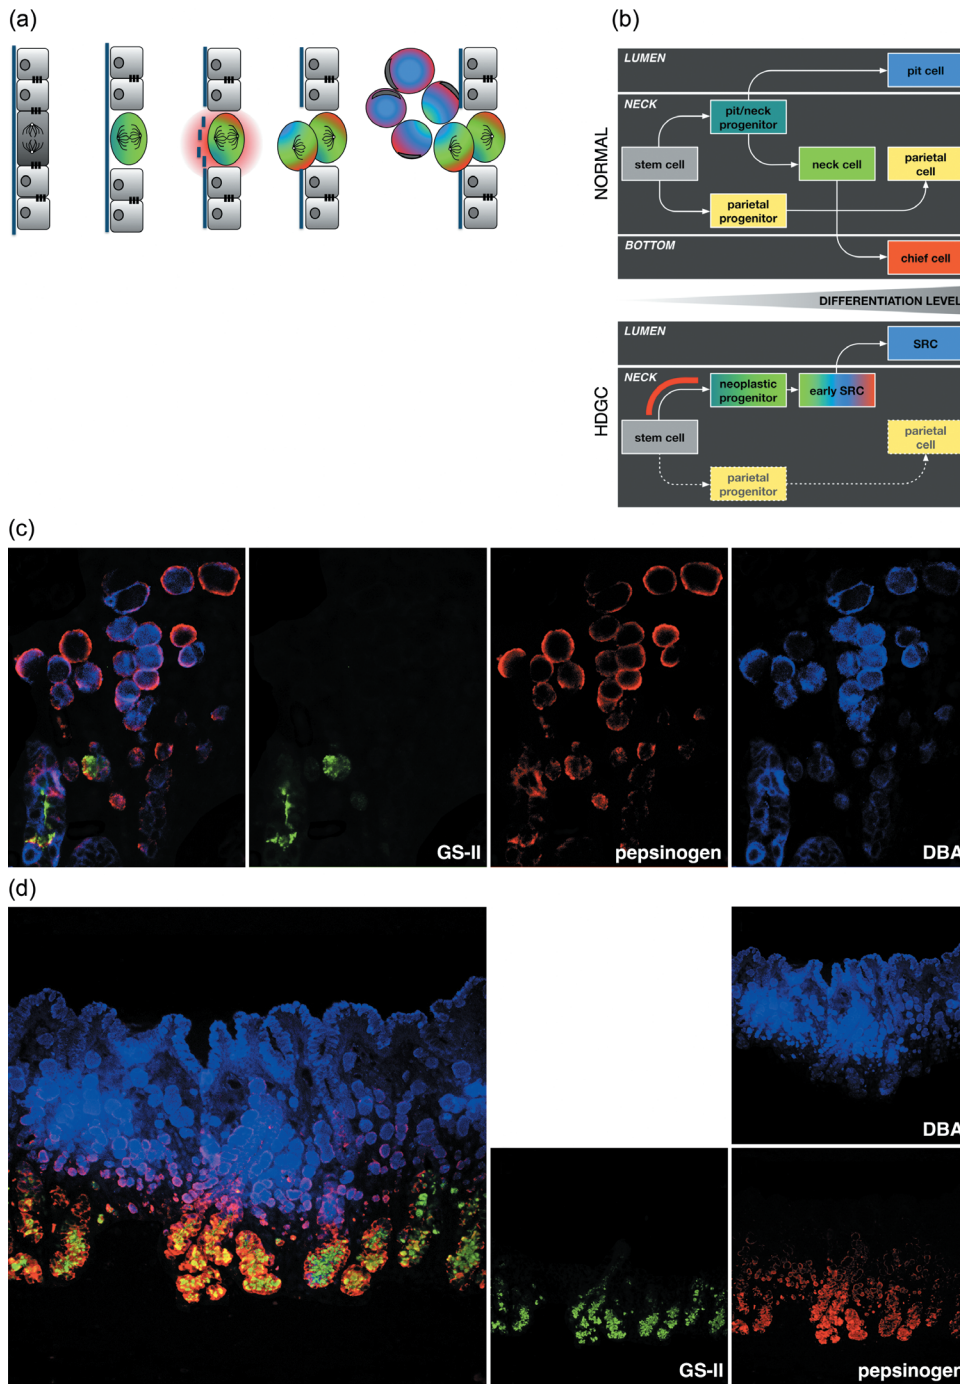 (a)
(b)
NORMAL
LUMEN
pit cell
NECK
pit/neck
progenitor
stem cell
neck cell
parietal
cell
parietal
progenitor
BOTTOM
chief cell
DIFFERENTIATION LEVEL
HDGC
LUMEN
SRC
NECK
neoplastic
progenitor
early SRC
stem cell
parietal
cell
parietal
progenitor
(c)
GS-II
pepsinogen
DBA
(d)
DBA
GS-II
pepsinogen